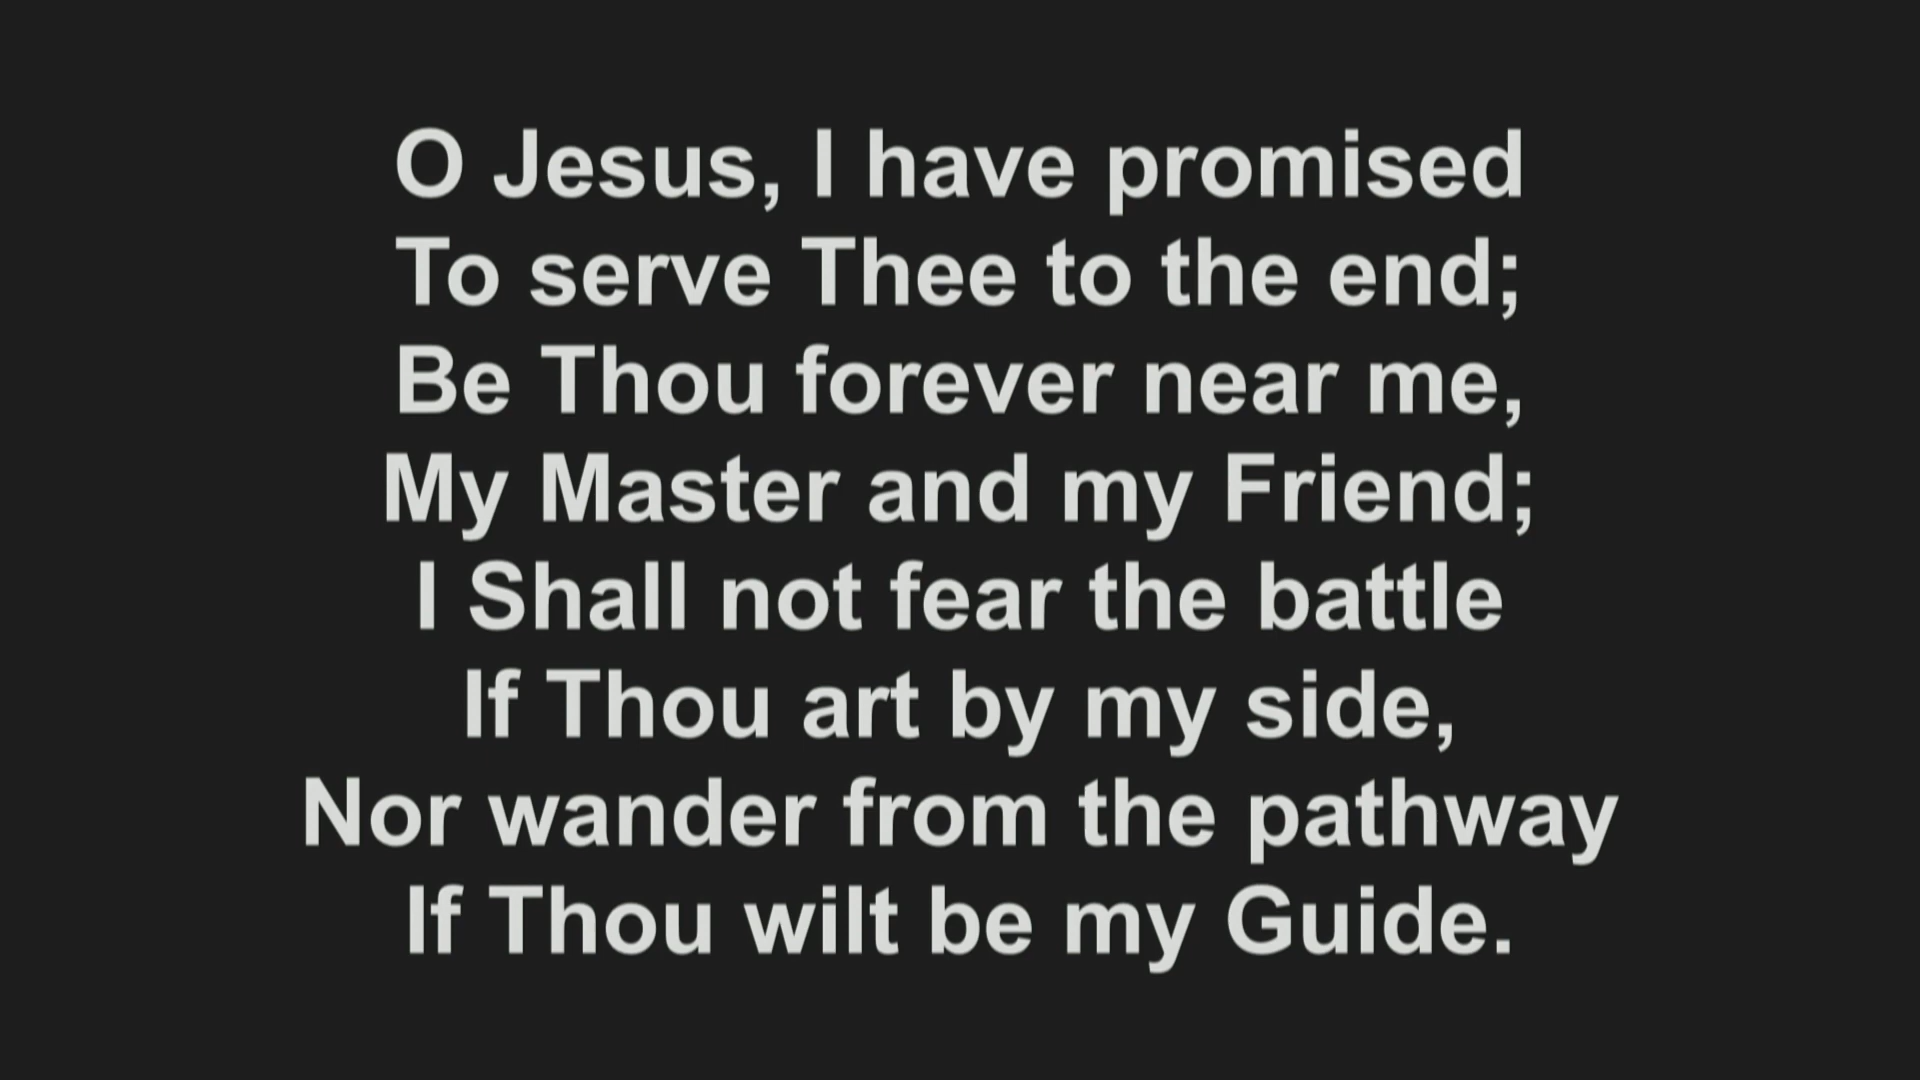 O Jesus, I have promised
To serve Thee to the end;
Be Thou forever near me,
My Master and my Friend;
I Shall not fear the battle
If Thou art by my side,
Nor wander from the pathway
If Thou wilt be my Guide.